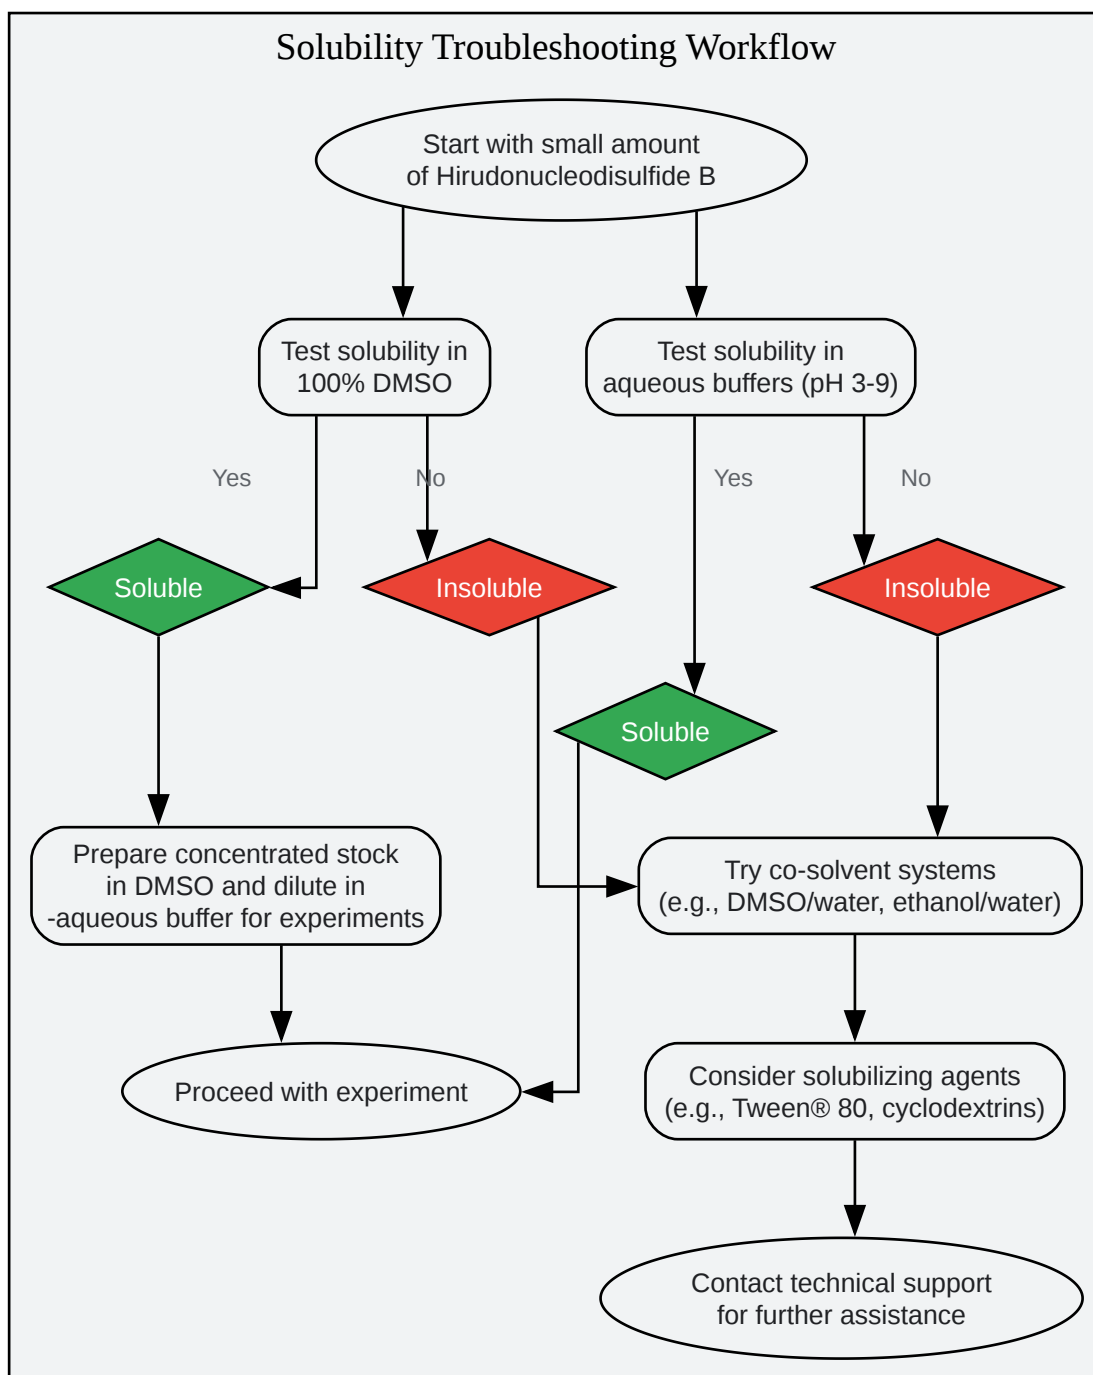 Solubility Troubleshooting Workflow
Start with small amount
of Hirudonucleodisulfide B
Test solubility in
100% DMSO
Test solubility in
aqueous buffers (pH 3-9)
Yes
No
Yes
No
Soluble
Insoluble
Insoluble
Soluble
Prepare concentrated stock
in DMSO and dilute in
-aqueous buffer for experiments
Try co-solvent systems
(e.g., DMSO/water, ethanol/water)
Proceed with experiment
Consider solubilizing agents
(e.g., Tween® 80, cyclodextrins)
Contact technical support
for further assistance